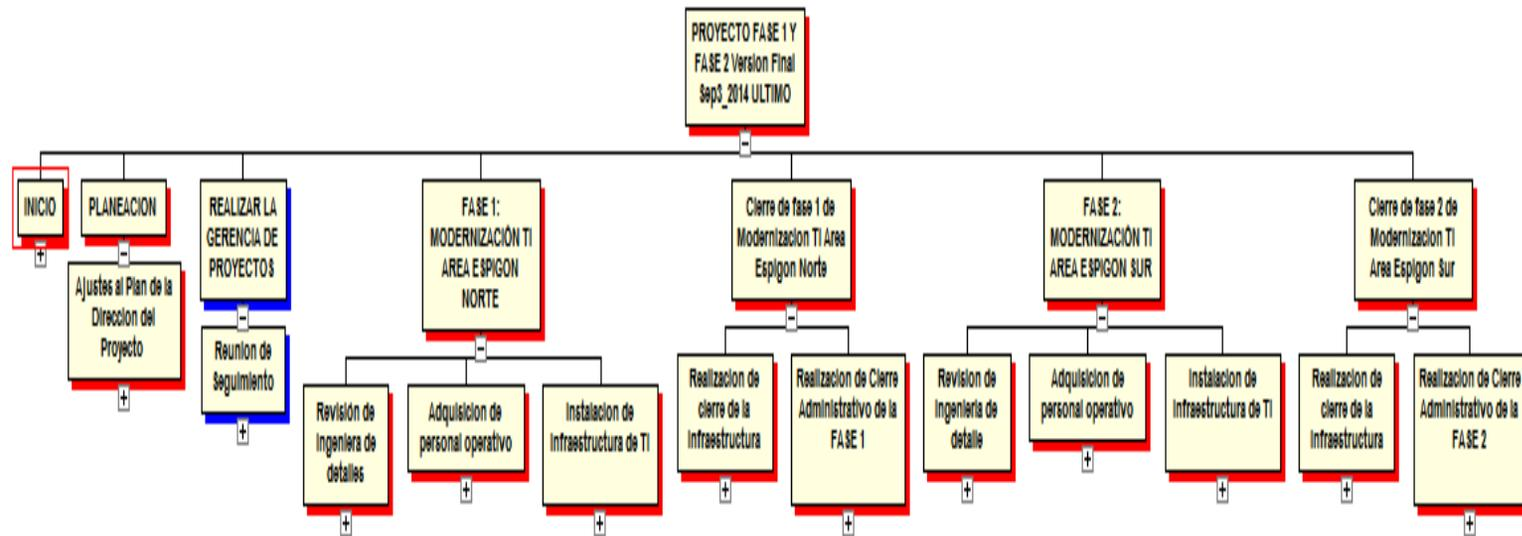 PROYECTO FASE 1 Y
FASE 2 Version Final
Sep3_2014 ULTIMO
INICIO
PLANEACION
REALIZAR LA
GERENCIA DE
PROYECTOS
FASE 1:
MODERNIZACIÓN TI
AREA ESPIGON
NORTE
Cierre de fase 1 de
Modernizacion TI Area
Espigon Norte
FASE 2:
MODERNIZACIÓN TI
AREA ESPIGON SUR
Cierre de fase 2 de
Modernizacion TI
Area Espigon Sur
Ajustes al Plan de la
Direccion del
Proyecto
Reunion de
Seguimiento
Revisión de
Ingeniera de
detalles
Adquisicion de
personal operativo
Instalacion de
Infraestructura de TI
Realizacion de
cierre de la
Infraestructura
Realizacion de Cierre
Administrativo de la
FASE 1
Revision de
Ingenieria de
detalle
Adquisicion de
personal operativo
Instalacion de
Infraestructura de TI
Realizacion de
cierre de la
Infraestructura
Realizacion de Cierre
Administrativo de la
FASE 2